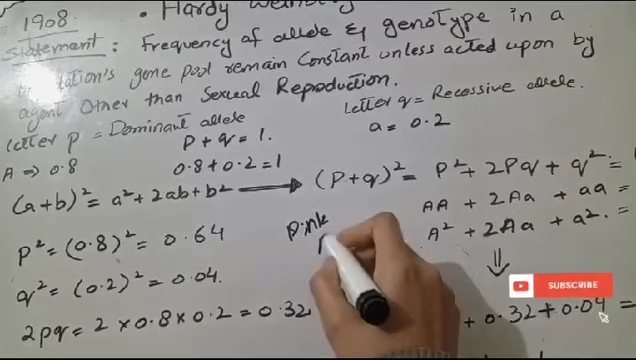 1908. • Hardy
Statement: Frequency of allele & genotype in a
gene pool remain Constant unless acted upon by
agent Other than Sexual Reproduction.
letter p = Dominant allele
Letter q = Recessive allele.
A => 0.8
P + q = 1.
a = 0.2
0.8 + 0.2 = 1
(a+b)² = a² + 2ab + b² → (P+q)² = P² + 2Pq + q² =
AA + 2Aa + aa =
A² + 2Aa + a². =
P² = (0.8)² = 0.64
Pink
q² = (0.2)² = 0.04.
SUBSCRIBE
2pq = 2 × 0.8 × 0.2 = 0.32
+ 0.32 + 0.04 =